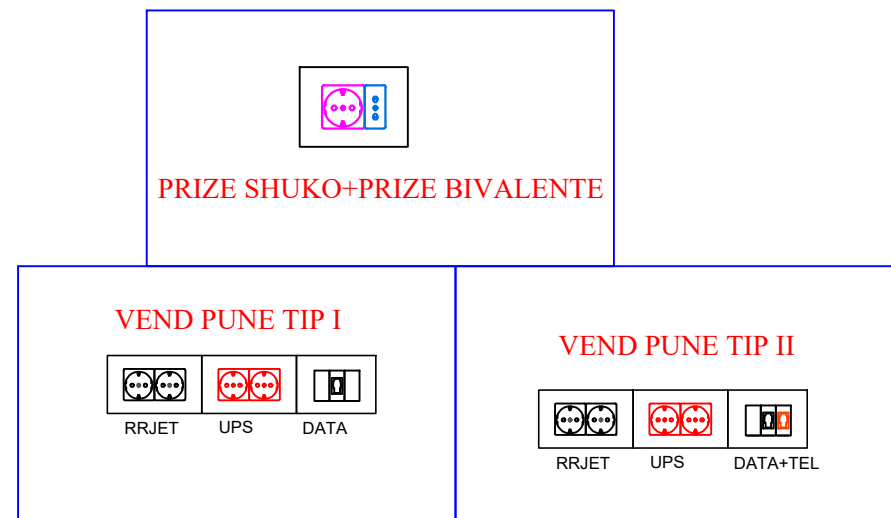 PRIZE SHUKO+PRIZE BIVALENTE
VEND PUNE TIP I
RRJET UPS DATA
VEND PUNE TIP II
RRJET UPS DATA+TEL